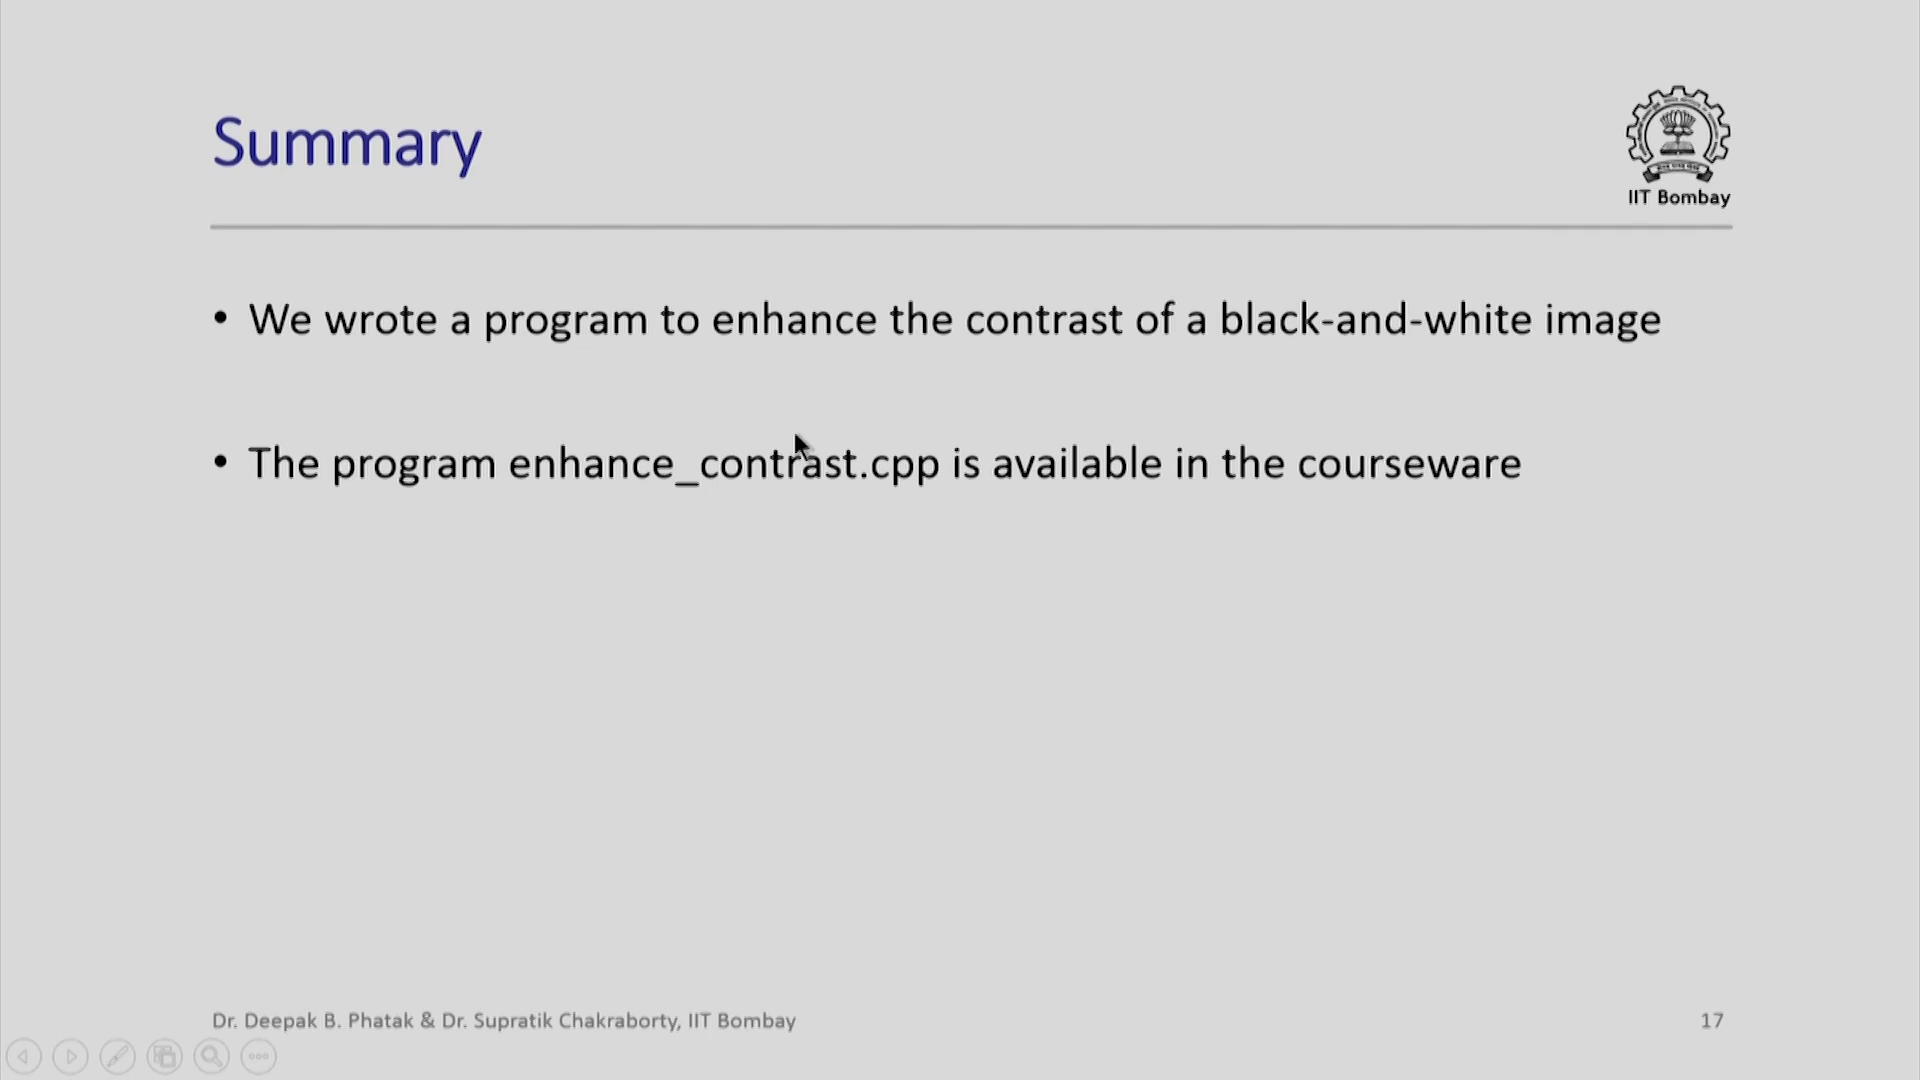 Summary
IIT Bombay
• We wrote a program to enhance the contrast of a black-and-white image
• The program enhance_contrast.cpp is available in the courseware
Dr. Deepak B. Phatak & Dr. Supratik Chakraborty, IIT Bombay
17